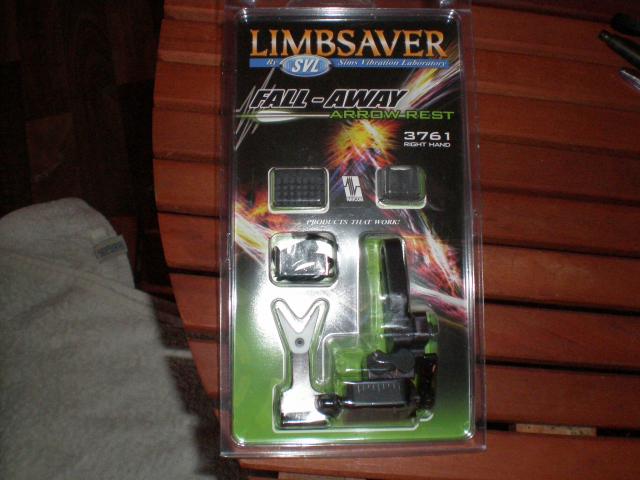 LIMBSAVER
By SVL Sims Vibration Laboratory
FALL-AWAY
ARROW REST
3761
RIGHT HAND
PRODUCTS THAT WORK!